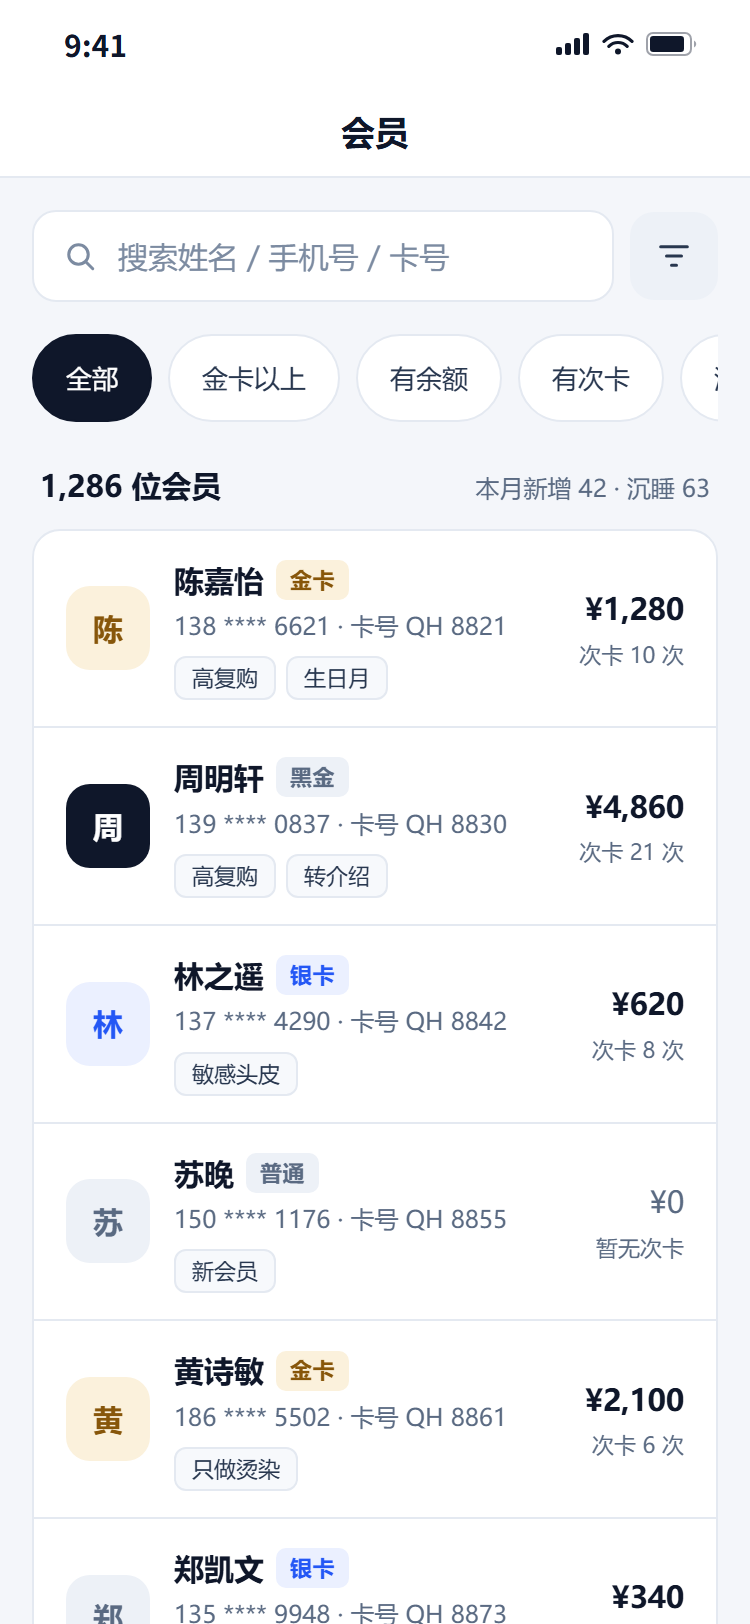 9:41
会员
搜索姓名 / 手机号 / 卡号
全部 金卡以上 有余额 有次卡
1,286 位会员 本月新增 42 · 沉睡 63
陈
陈嘉怡 金卡
138 **** 6621 · 卡号 QH 8821
高复购 生日月
¥1,280
次卡 10 次
周
周明轩 黑金
139 **** 0837 · 卡号 QH 8830
高复购 转介绍
¥4,860
次卡 21 次
林
林之遥 银卡
137 **** 4290 · 卡号 QH 8842
敏感头皮
¥620
次卡 8 次
苏
苏晚 普通
150 **** 1176 · 卡号 QH 8855
新会员
¥0
暂无次卡
黄
黄诗敏 金卡
186 **** 5502 · 卡号 QH 8861
只做烫染
¥2,100
次卡 6 次
郑
郑凯文 银卡
135 **** 9948 · 卡号 QH 8873
¥340